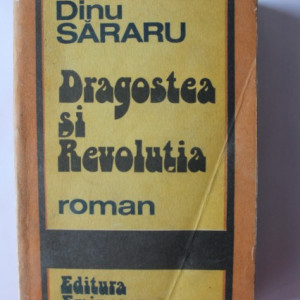 Dinu
SĂRARU
Dragostea
și
Revoluția
roman
Editura